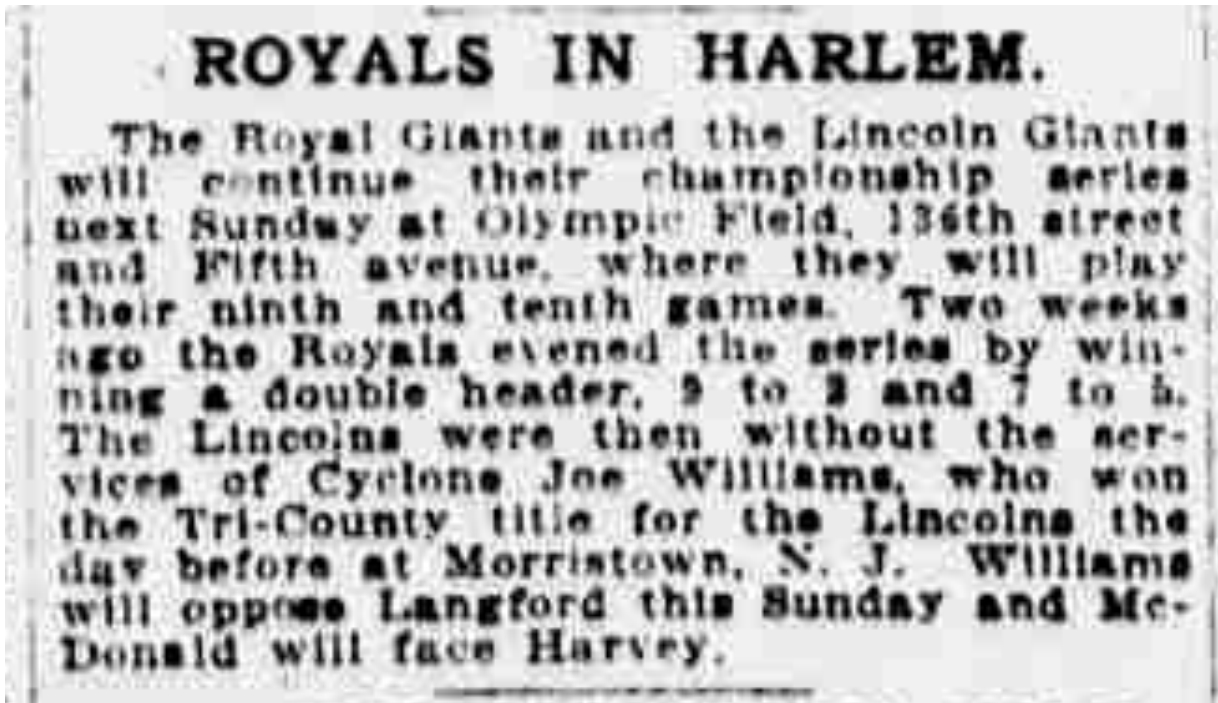 ROYALS IN HARLEM.
The Royal Giants and the Lincoln Giants
will continue their championship series
next Sunday at Olympic Field, 136th street
and Fifth avenue, where they will play
their ninth and tenth games. Two weeks
ago the Royals evened the series by win-
ning a double header, 9 to 3 and 7 to 5.
The Lincolns were then without the ser-
vices of Cyclone Joe Williams, who won
the Tri-County title for the Lincolns the
day before at Morristown, N. J. Williams
will oppose Langford this Sunday and Mc-
Donald will face Harvey.